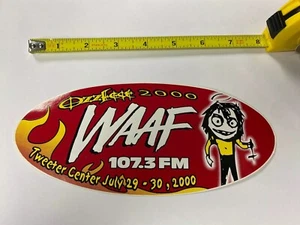 1 2 3 4 5 6 7 8
Ozzfest 2000
WAAF
107.3 FM
Tweeter Center July 29 - 30, 2000